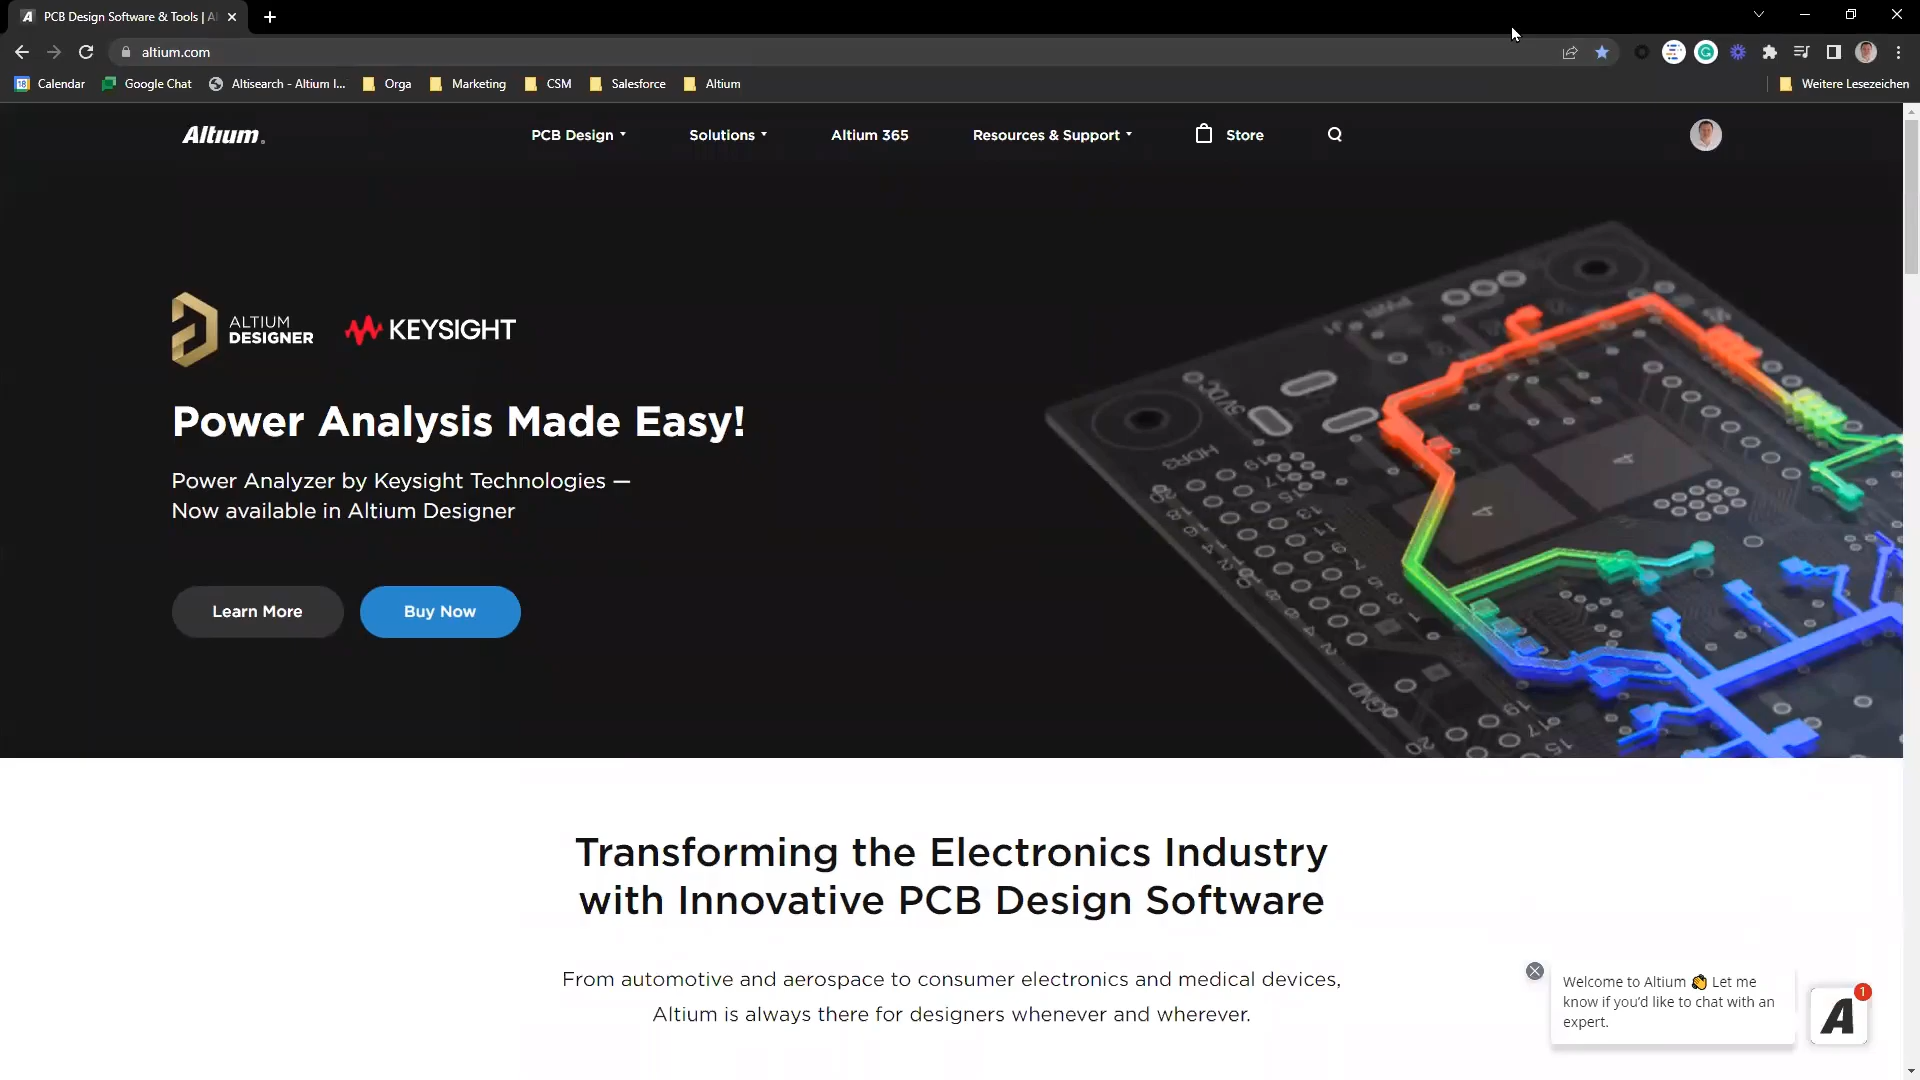 PCB Design Software & Tools | Al
altium.com
Calendar
Google Chat
Altisearch - Altium I...
Orga
Marketing
CSM
Salesforce
Altium
Weitere Lesezeichen
Altium.
PCB Design
Solutions
Altium 365
Resources & Support
Store
ALTIUM
DESIGNER
KEYSIGHT
Power Analysis Made Easy!
Power Analyzer by Keysight Technologies —
Now available in Altium Designer
Learn More
Buy Now
5VDC
HDR3
GND
Transforming the Electronics Industry
with Innovative PCB Design Software
From automotive and aerospace to consumer electronics and medical devices,
Altium is always there for designers whenever and wherever.
Welcome to Altium 👏 Let me
know if you'd like to chat with an
expert.
1